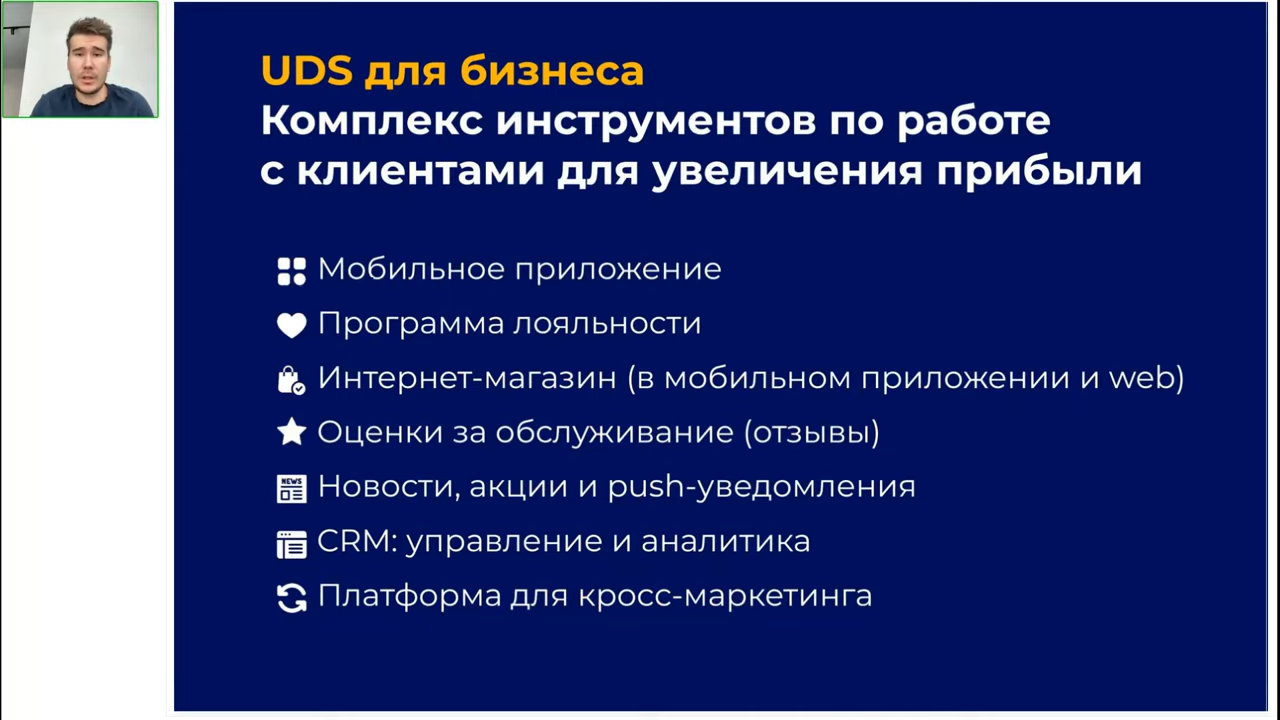 UDS для бизнеса
Комплекс инструментов по работе
с клиентами для увеличения прибыли
Мобильное приложение
Программа лояльности
Интернет-магазин (в мобильном приложении и web)
Оценки за обслуживание (отзывы)
NEWS
Новости, акции и push-уведомления
CRM: управление и аналитика
Платформа для кросс-маркетинга